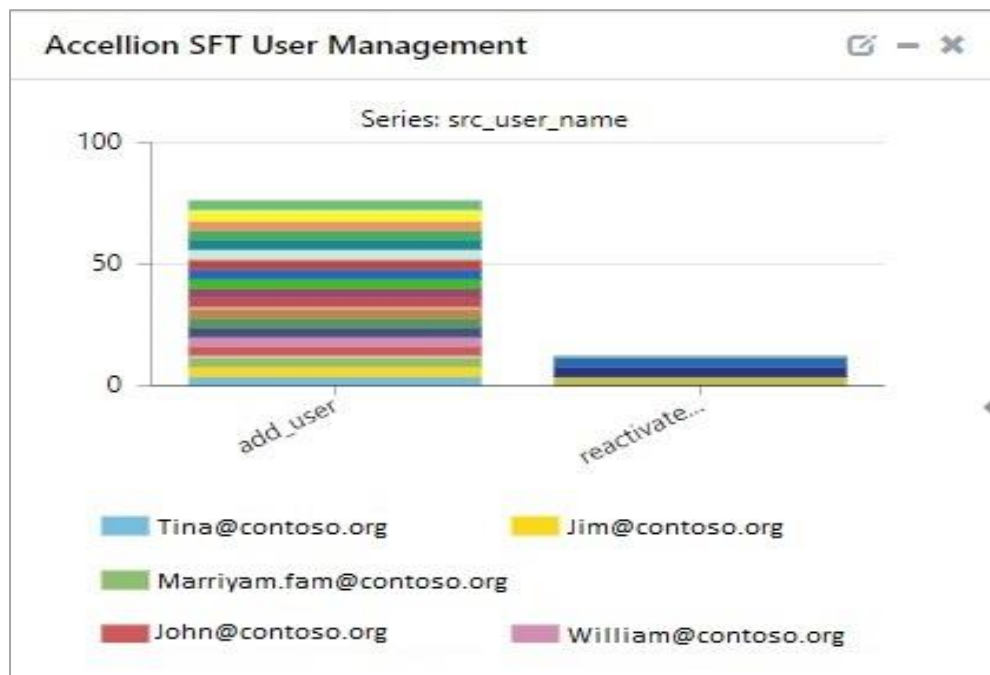 Accellion SFT User Management
Series: src_user_name
100
50
0
add_user
reactivate...
Tina@contoso.org
Jim@contoso.org
Marriyam.fam@contoso.org
John@contoso.org
William@contoso.org